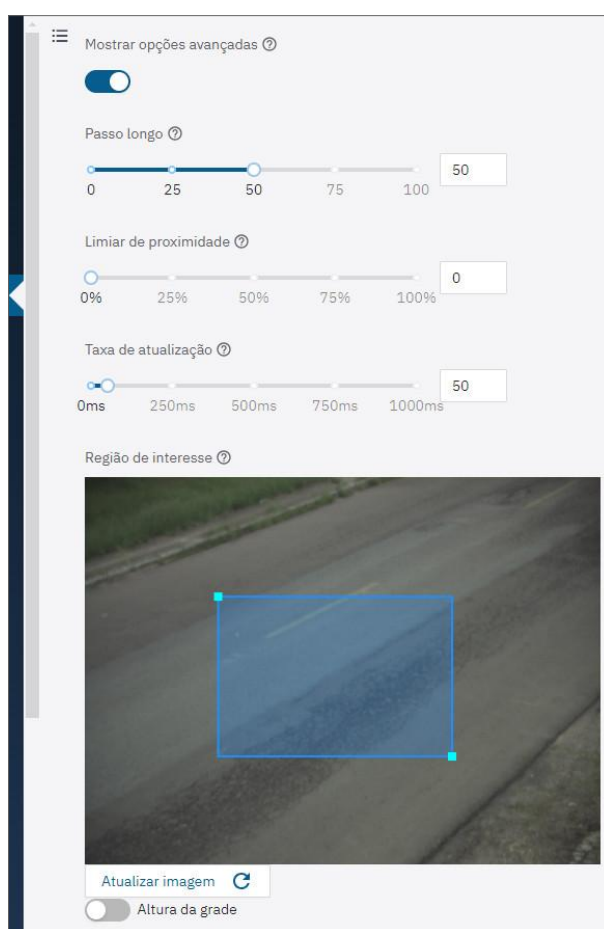 Mostrar opções avançadas
Passo longo
50
0 25 50 75 100
Limiar de proximidade
0
0% 25% 50% 75% 100%
Taxa de atualização
50
0ms 250ms 500ms 750ms 1000ms
Região de interesse
Atualizar imagem
Altura da grade